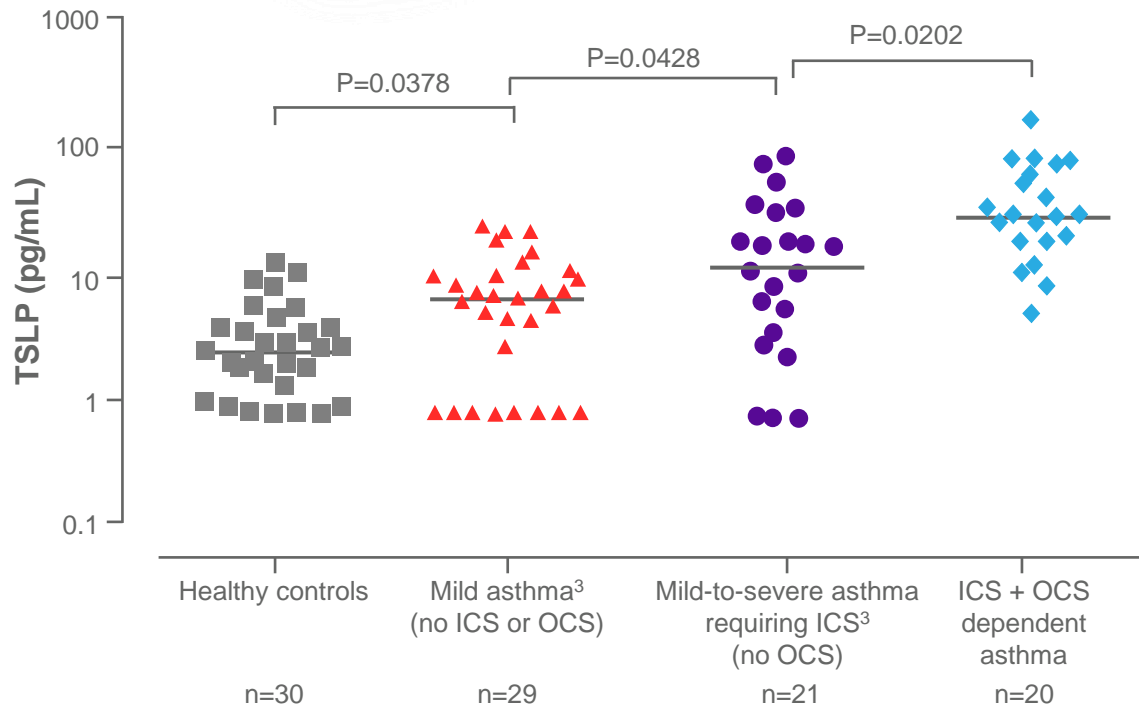 1000
100
10
1
0.1
TSLP (pg/mL)
P=0.0378
P=0.0428
P=0.0202
Healthy controls
n=30
Mild asthma³
(no ICS or OCS)
n=29
Mild-to-severe asthma
requiring ICS³
(no OCS)
n=21
ICS + OCS
dependent
asthma
n=20